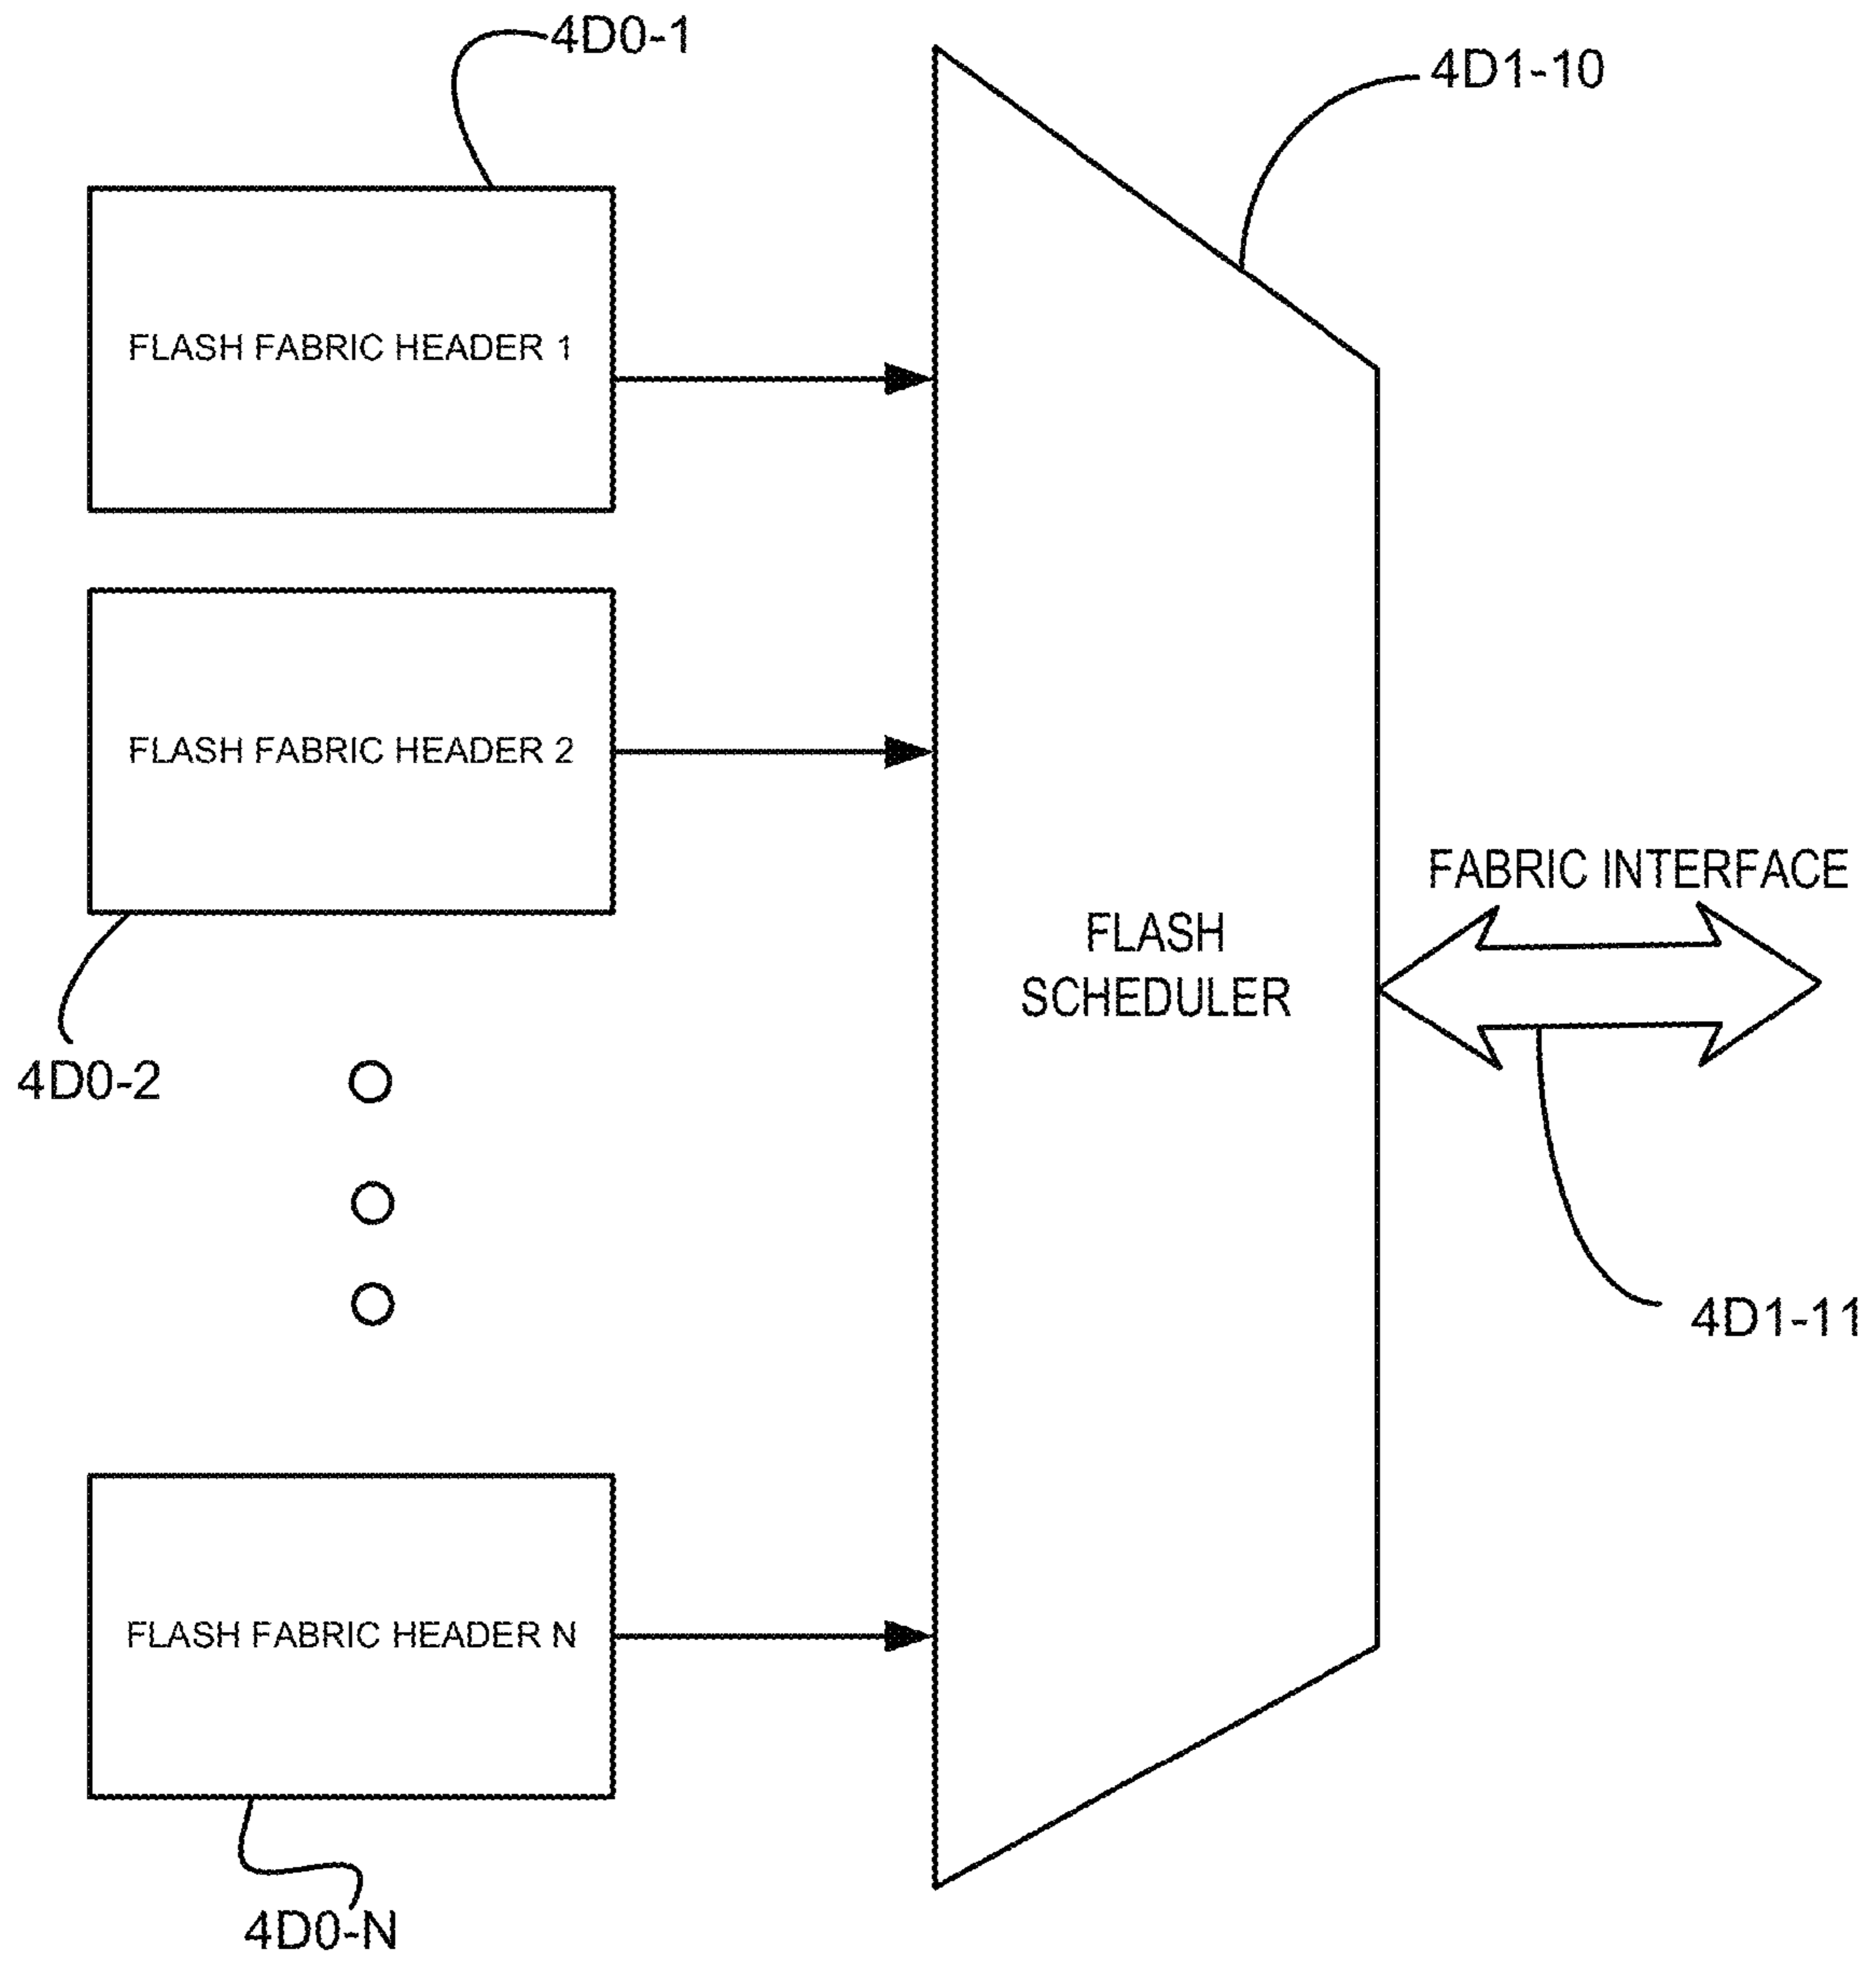 4D0-1
4D1-10
FLASH FABRIC HEADER 1
FLASH FABRIC HEADER 2
FABRIC INTERFACE
FLASH
SCHEDULER
4D0-2
4D1-11
FLASH FABRIC HEADER N
4D0-N